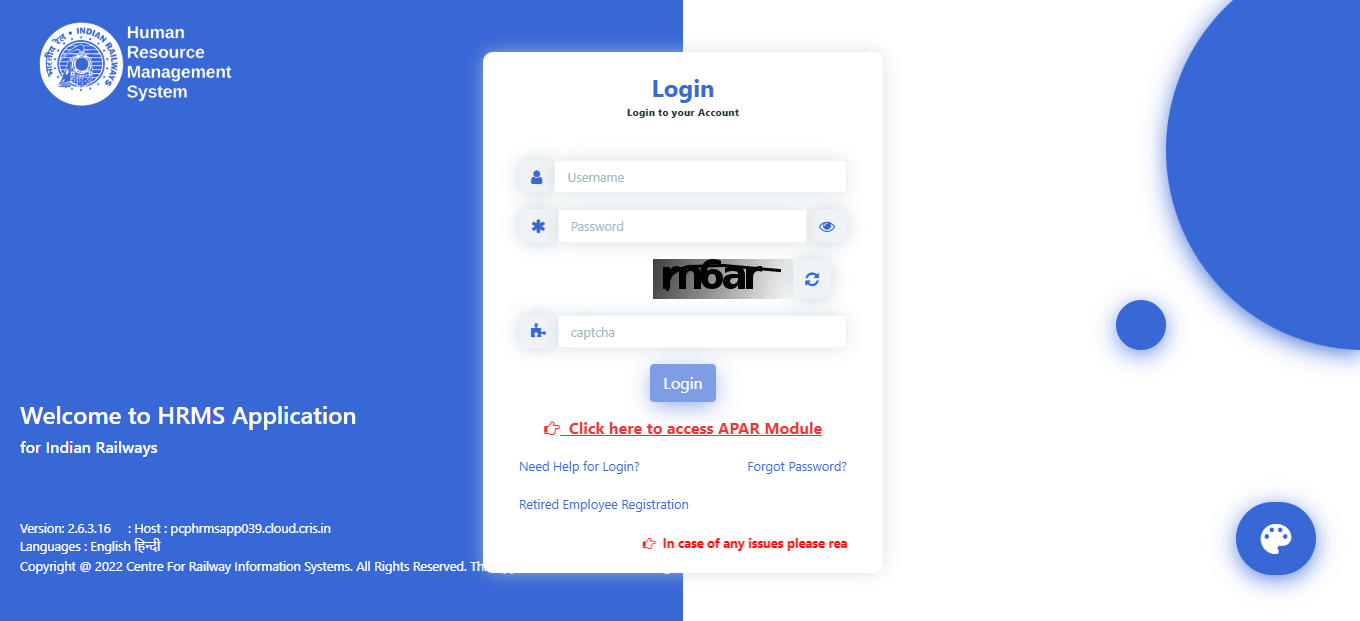 Human
Resource
Management
System
भारतीय रेल • INDIAN RAILWAYS
Login
Login to your Account
Username
Password
m6ar
captcha
Login
Click here to access APAR Module
Need Help for Login? Forgot Password?
Retired Employee Registration
In case of any issues please rea
Welcome to HRMS Application
for Indian Railways
Version: 2.6.3.16 : Host : pcphrmsapp039.cloud.cris.in
Languages : English हिन्दी
Copyright @ 2022 Centre For Railway Information Systems. All Rights Reserved.